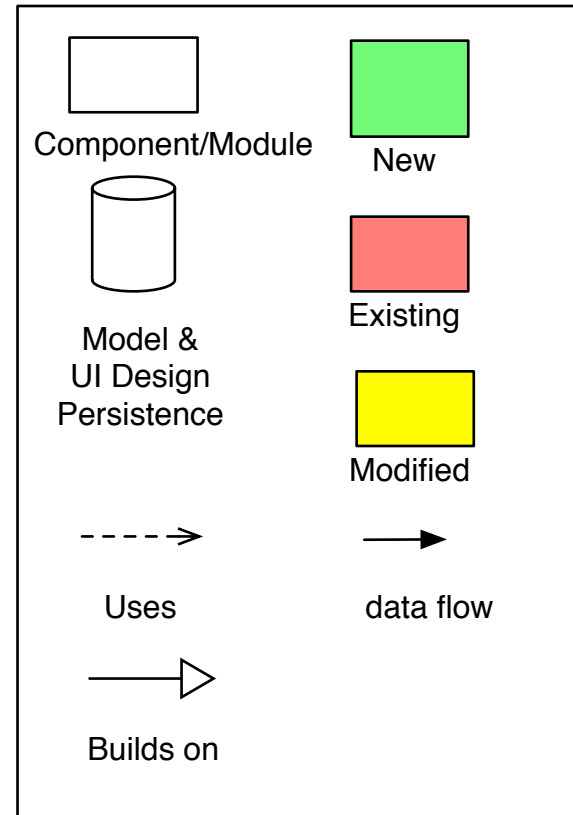 Component/Module
New
Existing
Model &
UI Design
Persistence
Modified
Uses
data flow
Builds on